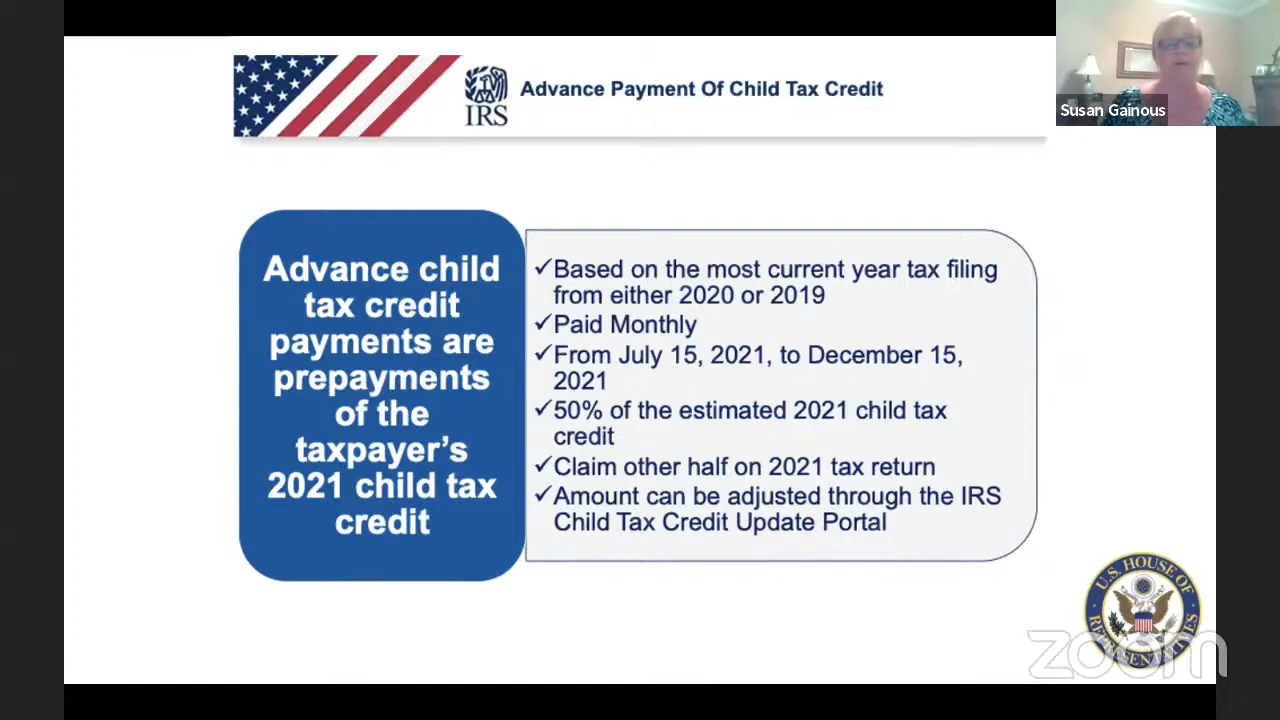 IRS
Advance Payment Of Child Tax Credit
Susan Gainous
Advance child
tax credit
payments are
prepayments
of the
taxpayer’s
2021 child tax
credit
✓Based on the most current year tax filing
from either 2020 or 2019
✓Paid Monthly
✓From July 15, 2021, to December 15,
2021
✓50% of the estimated 2021 child tax
credit
✓Claim other half on 2021 tax return
✓Amount can be adjusted through the IRS
Child Tax Credit Update Portal
U.S. HOUSE OF
REPRESENTATIVES
zoom